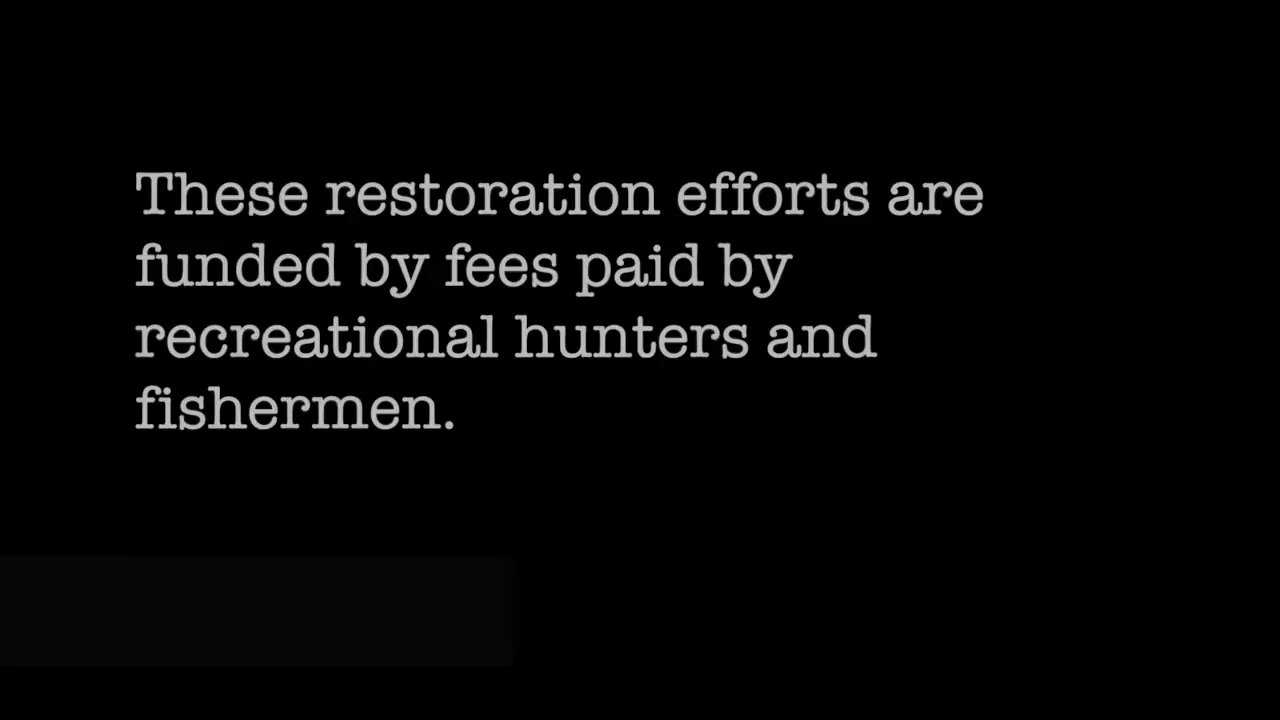 These restoration efforts are
funded by fees paid by
recreational hunters and
fishermen.